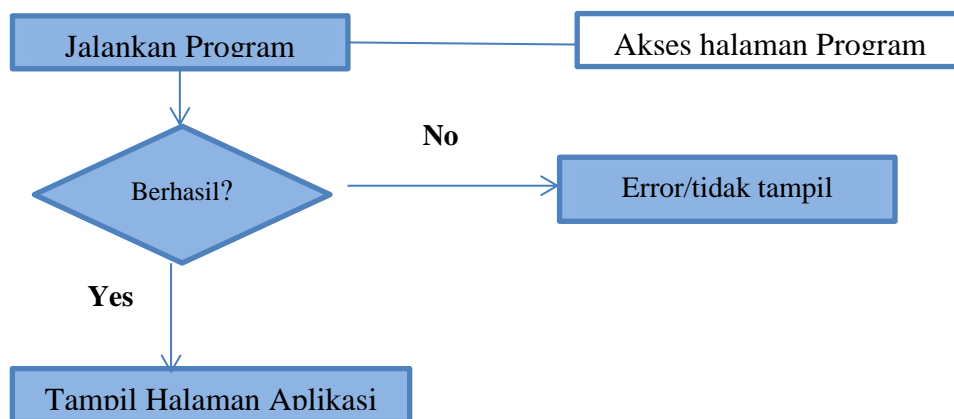 Jalankan Program
Akses halaman Program
No
Berhasil?
Error/tidak tampil
Yes
Tampil Halaman Aplikasi